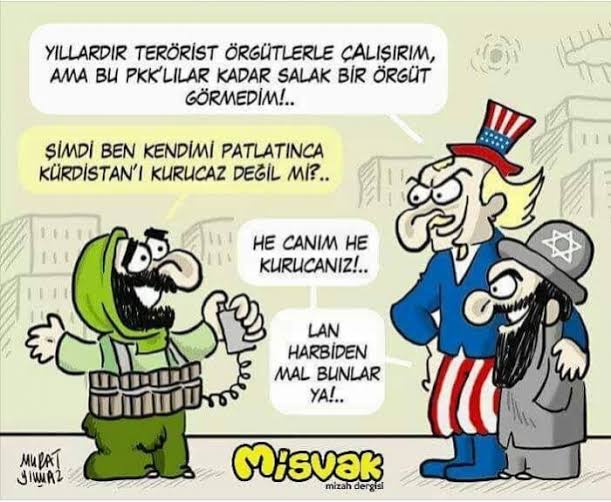 YILLARDIR TERÖRİST ÖRGÜTLERLE ÇALIŞIRIM,
AMA BU PKK'LILAR KADAR SALAK BİR ÖRGÜT
GÖRMEDİM!..
ŞİMDİ BEN KENDİMİ PATLATINCA
KÜRDİSTAN'I KURUCAZ DEĞİL Mİ?..
HE CANIM HE
KURUCANIZ!..
LAN
HARBİDEN
MAL BUNLAR
YA!..
MURAT
YILMAZ
Misvak
mizah dergisi